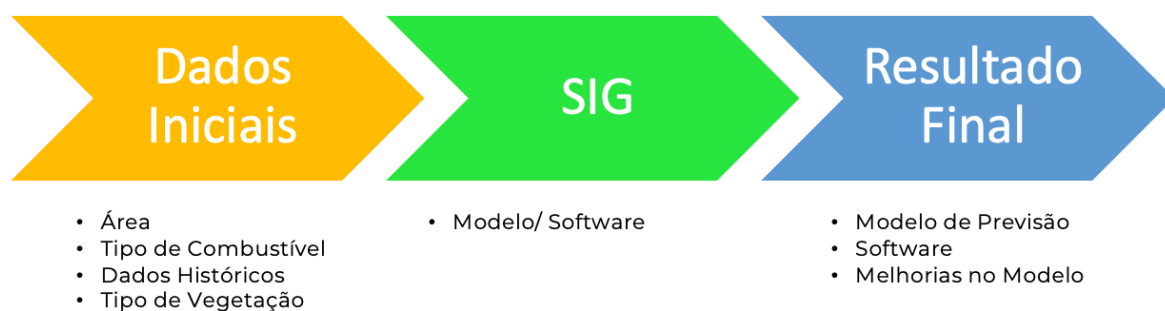 Dados
Iniciais
SIG
Resultado
Final
• Área
• Tipo de Combustível
• Dados Históricos
• Tipo de Vegetação
• Modelo/ Software
• Modelo de Previsão
• Software
• Melhorias no Modelo